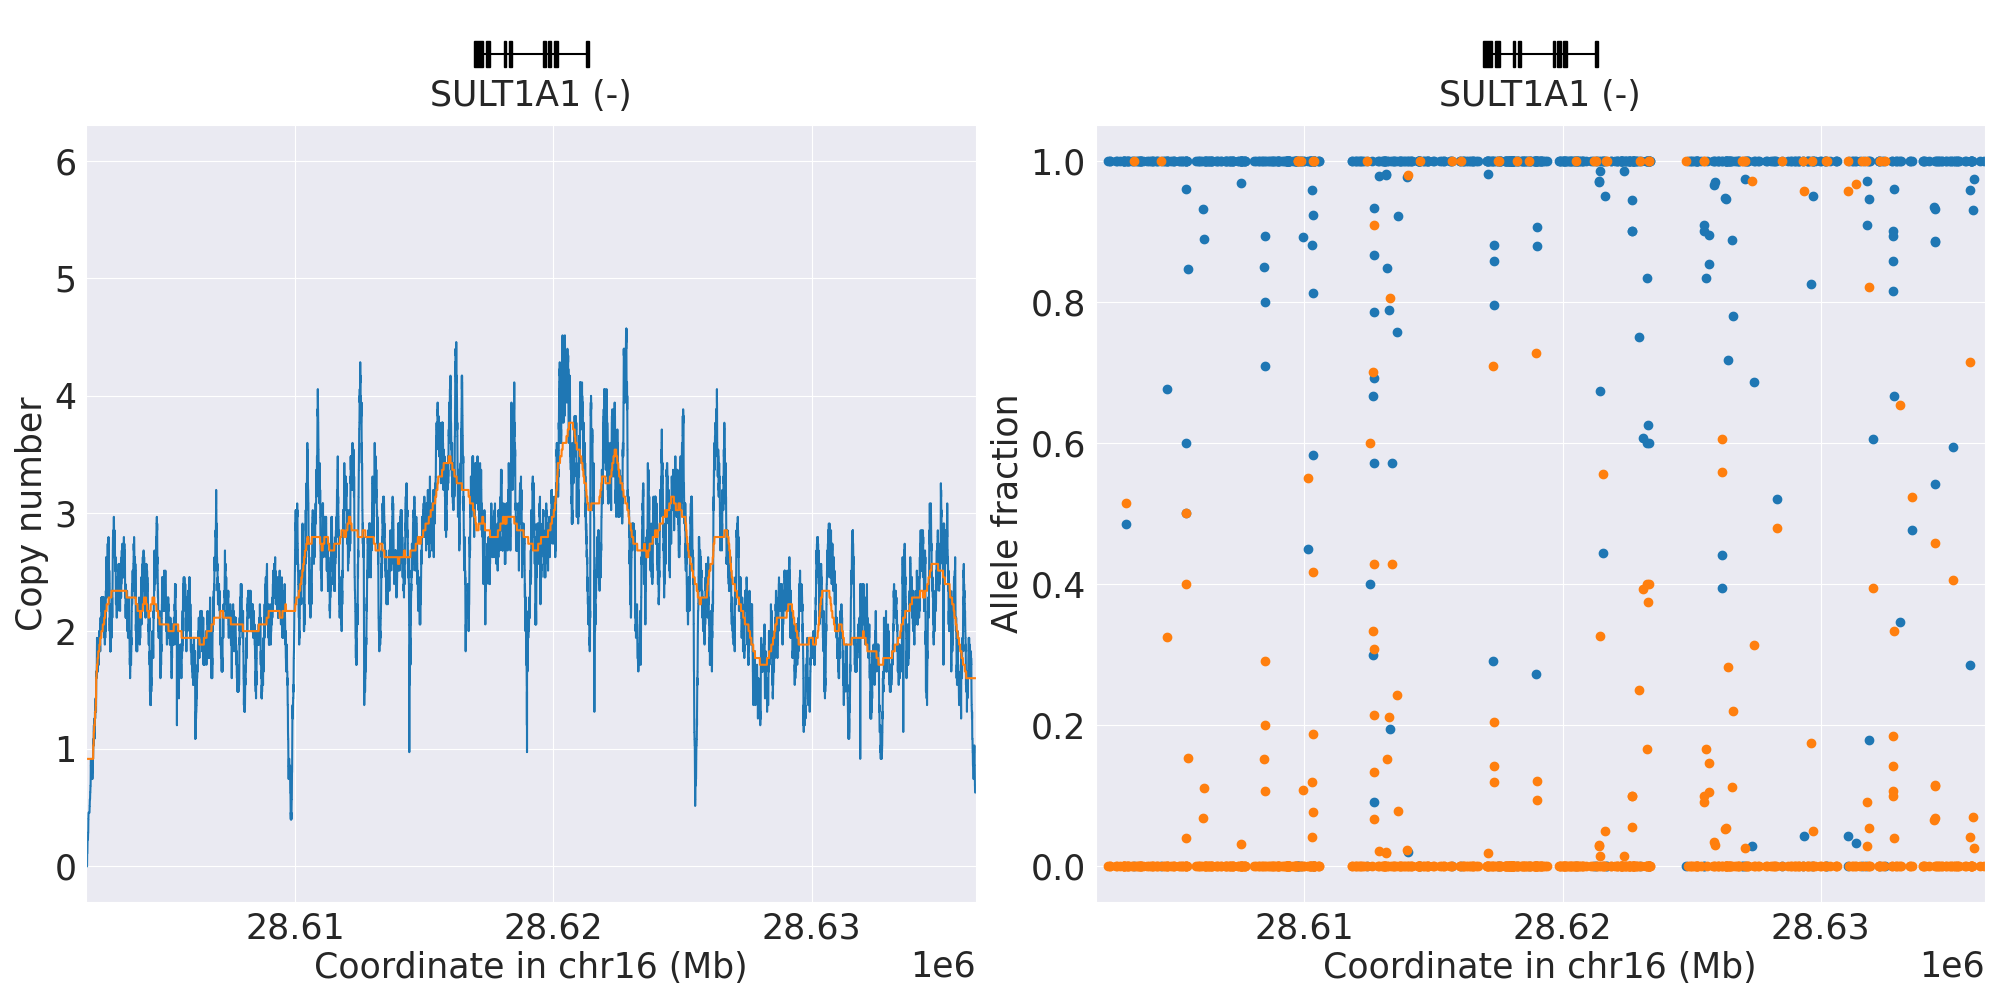 SULT1A1 (-)
6
5
4
3
2
1
0
Copy number
28.61
28.62
28.63
Coordinate in chr16 (Mb)
1e6
SULT1A1 (-)
1.0
0.8
0.6
0.4
0.2
0.0
Allele fraction
28.61
28.62
28.63
Coordinate in chr16 (Mb)
1e6